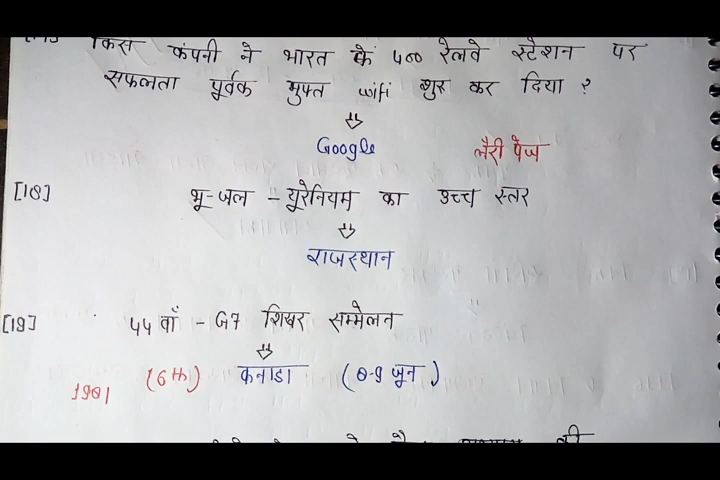 किस कंपनी ने भारत के 400 रेलवे स्टेशन पर
सफलता पूर्वक मुफ्त wifi शुरु कर दिया ?
Google लैरी पेज
[18] भू-जल - यूरेनियम का उच्च स्तर
राजस्थान
[19] 44 वाँ - G7 शिखर सम्मेलन
(6th) कनाडा (8-9 जून)
1981